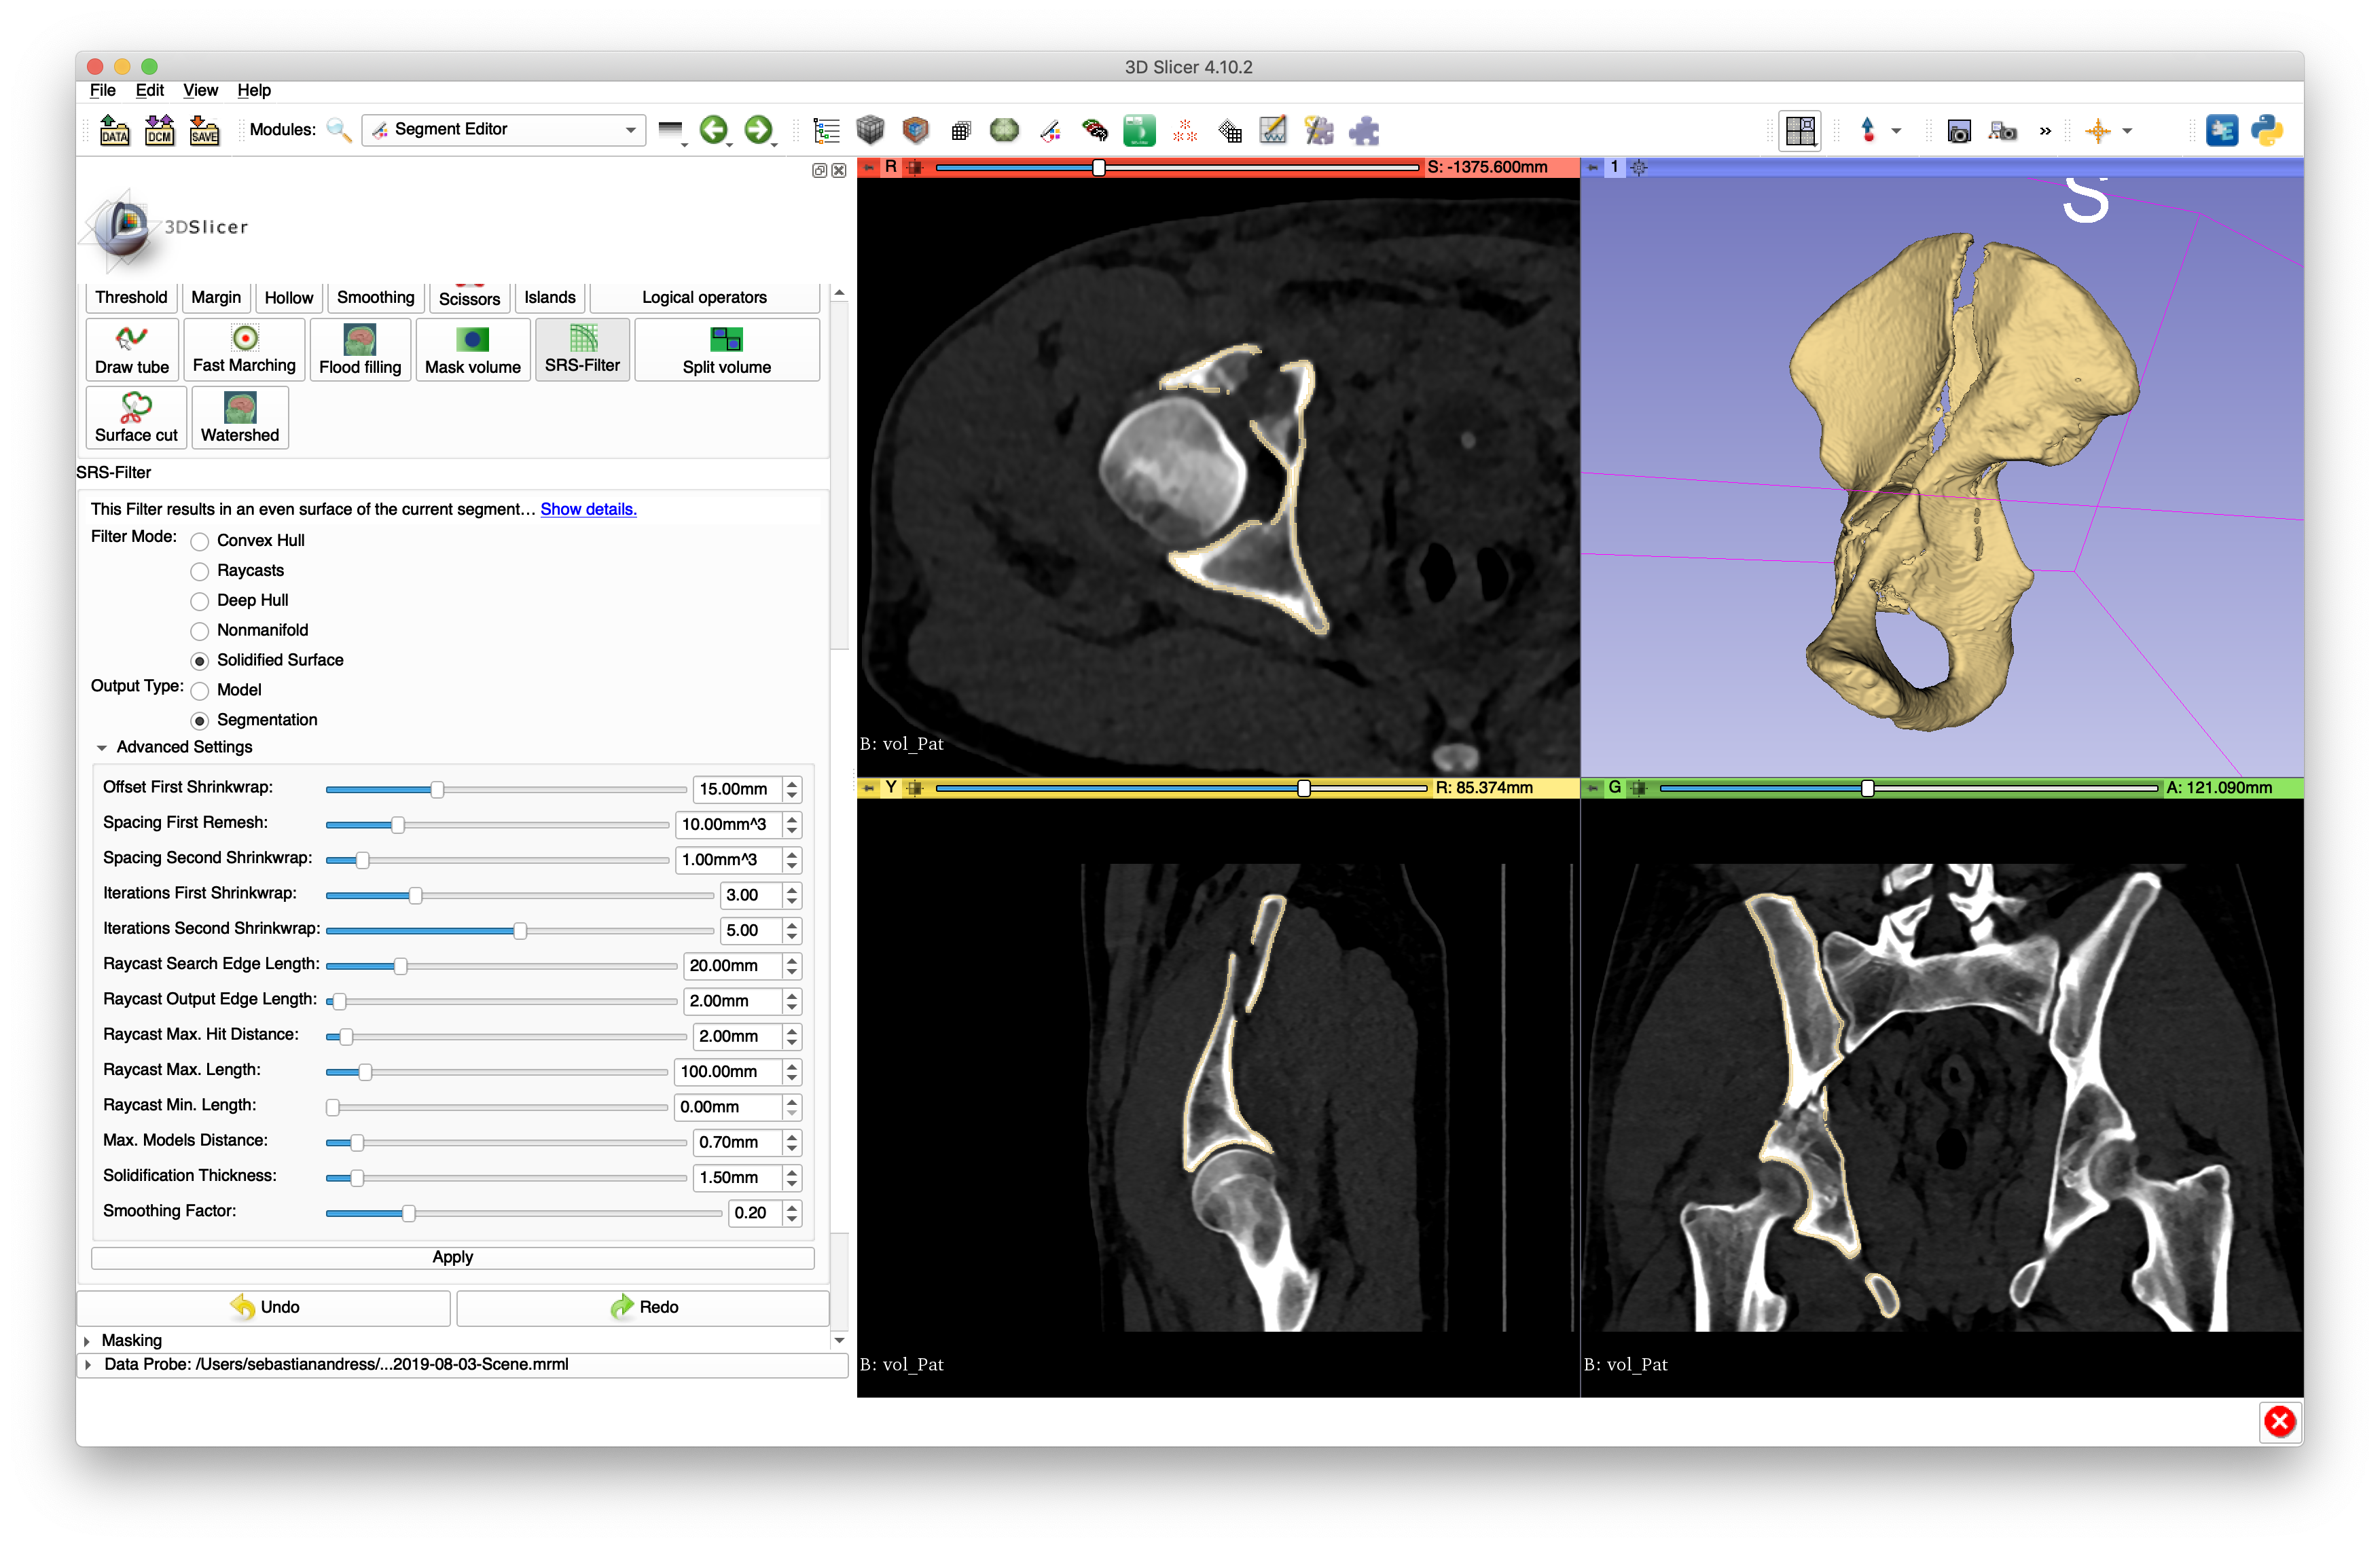 3D Slicer 4.10.2
File Edit View Help
DATA DCM SAVE Modules: Segment Editor
3DSlicer
Threshold Margin Hollow Smoothing Scissors Islands Logical operators
Draw tube Fast Marching Flood filling Mask volume SRS-Filter Split volume
Surface cut Watershed
SRS-Filter
This Filter results in an even surface of the current segment... Show details.
Filter Mode: Convex Hull
Raycasts
Deep Hull
Nonmanifold
Solidified Surface
Output Type: Model
Segmentation
Advanced Settings
Offset First Shrinkwrap: 15.00mm
Spacing First Remesh: 10.00mm^3
Spacing Second Shrinkwrap: 1.00mm^3
Iterations First Shrinkwrap: 3.00
Iterations Second Shrinkwrap: 5.00
Raycast Search Edge Length: 20.00mm
Raycast Output Edge Length: 2.00mm
Raycast Max. Hit Distance: 2.00mm
Raycast Max. Length: 100.00mm
Raycast Min. Length: 0.00mm
Max. Models Distance: 0.70mm
Solidification Thickness: 1.50mm
Smoothing Factor: 0.20
Apply
Undo Redo
Masking
Data Probe: /Users/sebastianandress/...2019-08-03-Scene.mrml
R S: -1375.600mm
B: vol_Pat
1
S
Y R: 85.374mm
B: vol_Pat
G A: 121.090mm
B: vol_Pat